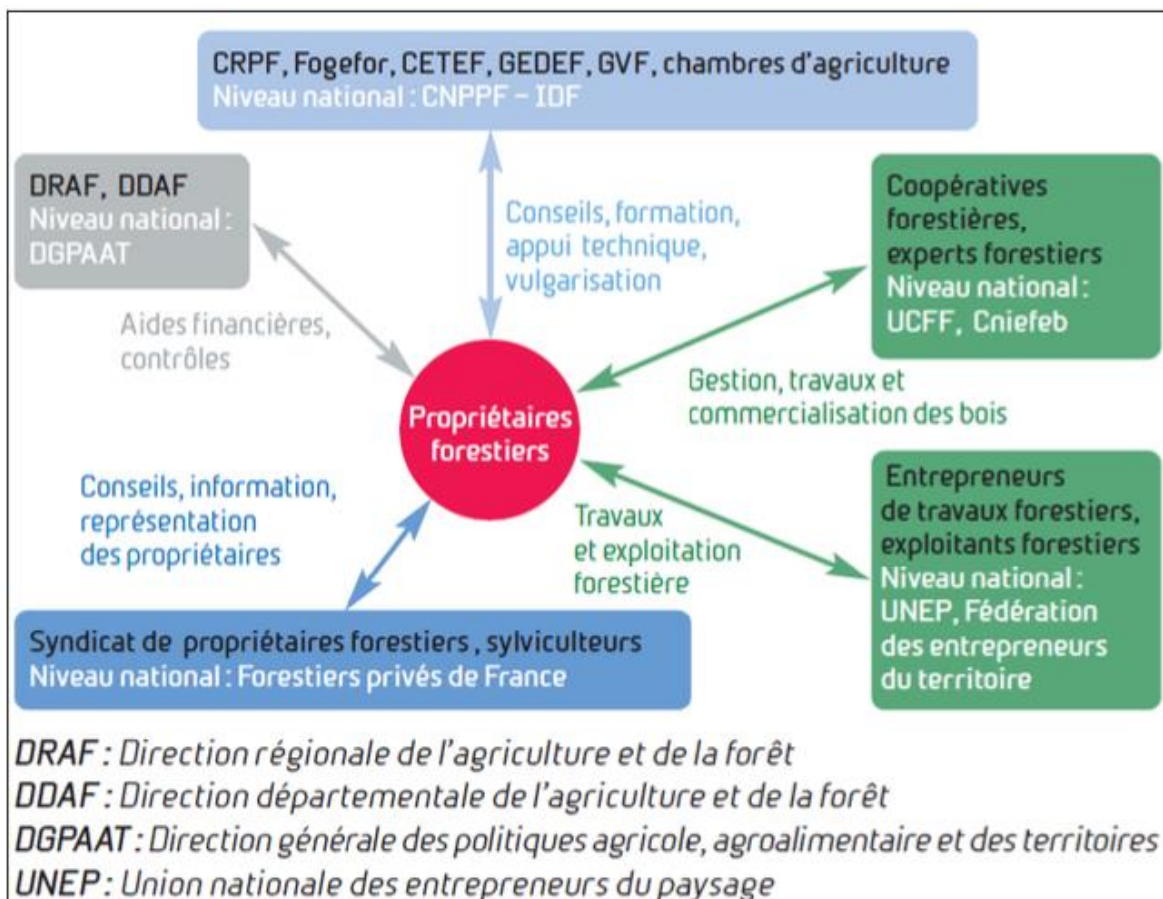 CRPF, Fogefor, CETEF, GEDEF, GVF, chambres d'agriculture
Niveau national : CNPPF – IDF
DRAF, DDAF
Niveau national :
DGPAAT
Conseils, formation,
appui technique,
vulgarisation
Coopératives
forestières,
experts forestiers
Niveau national :
UCFF, Cniefeb
Aides financières,
contrôles
Gestion, travaux et
commercialisation des bois
Propriétaires
forestiers
Conseils, information,
représentation
des propriétaires
Travaux
et exploitation
forestière
Entrepreneurs
de travaux forestiers,
exploitants forestiers
Niveau national :
UNEP, Fédération
des entrepreneurs
du territoire
Syndicat de propriétaires forestiers , sylviculteurs
Niveau national : Forestiers privés de France
DRAF : Direction régionale de l'agriculture et de la forêt
DDAF : Direction départementale de l'agriculture et de la forêt
DGPAAT : Direction générale des politiques agricole, agroalimentaire et des territoires
UNEP : Union nationale des entrepreneurs du paysage